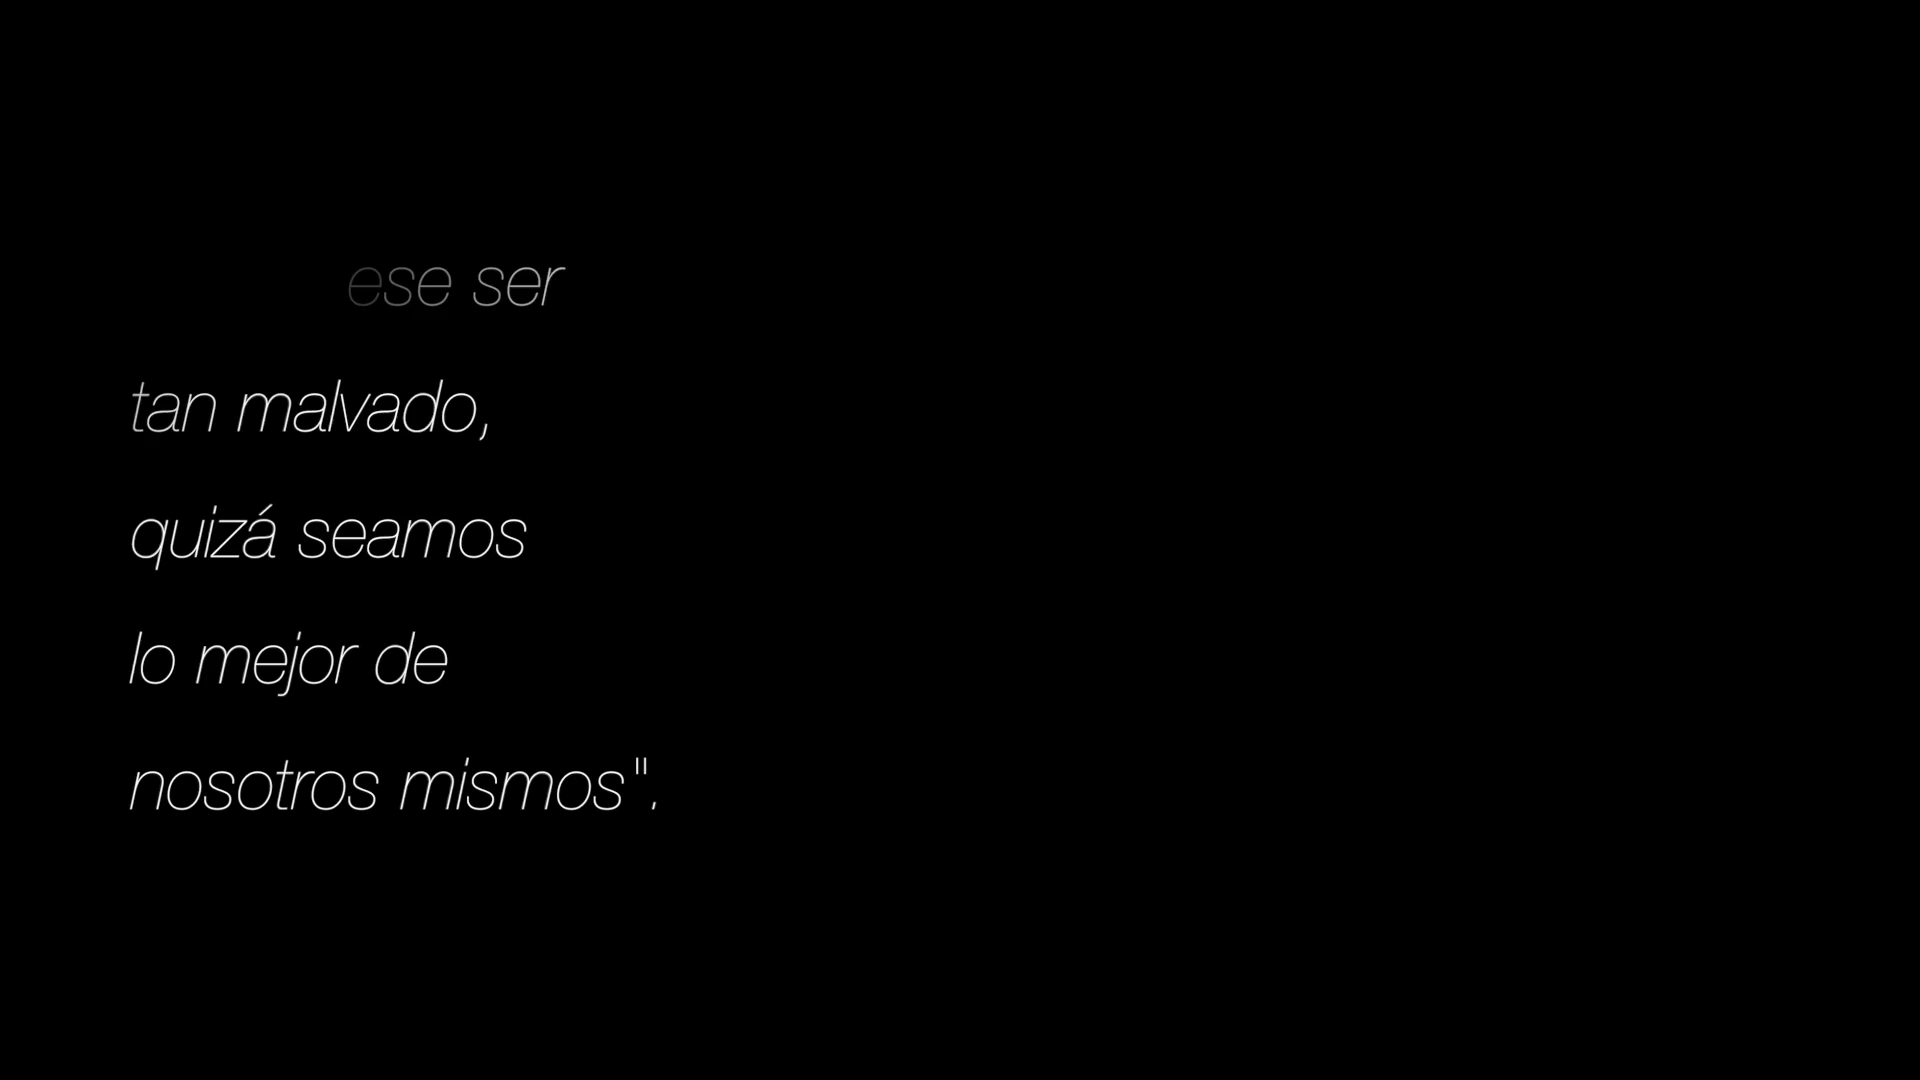 ese ser
tan malvado,
quizá seamos
lo mejor de
nosotros mismos".